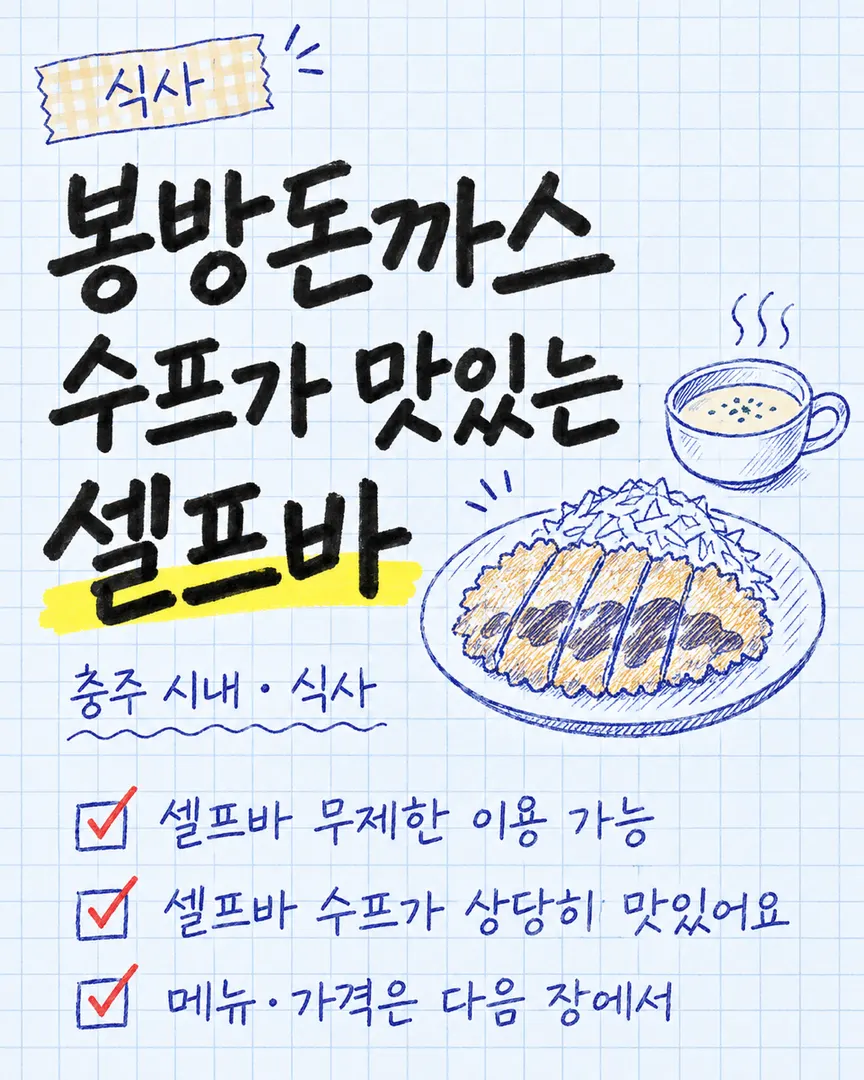 식사
봉방돈까스
수프가 맛있는
셀프바
충주 시내 · 식사
셀프바 무제한 이용 가능
셀프바 수프가 상당히 맛있어요
메뉴·가격은 다음 장에서